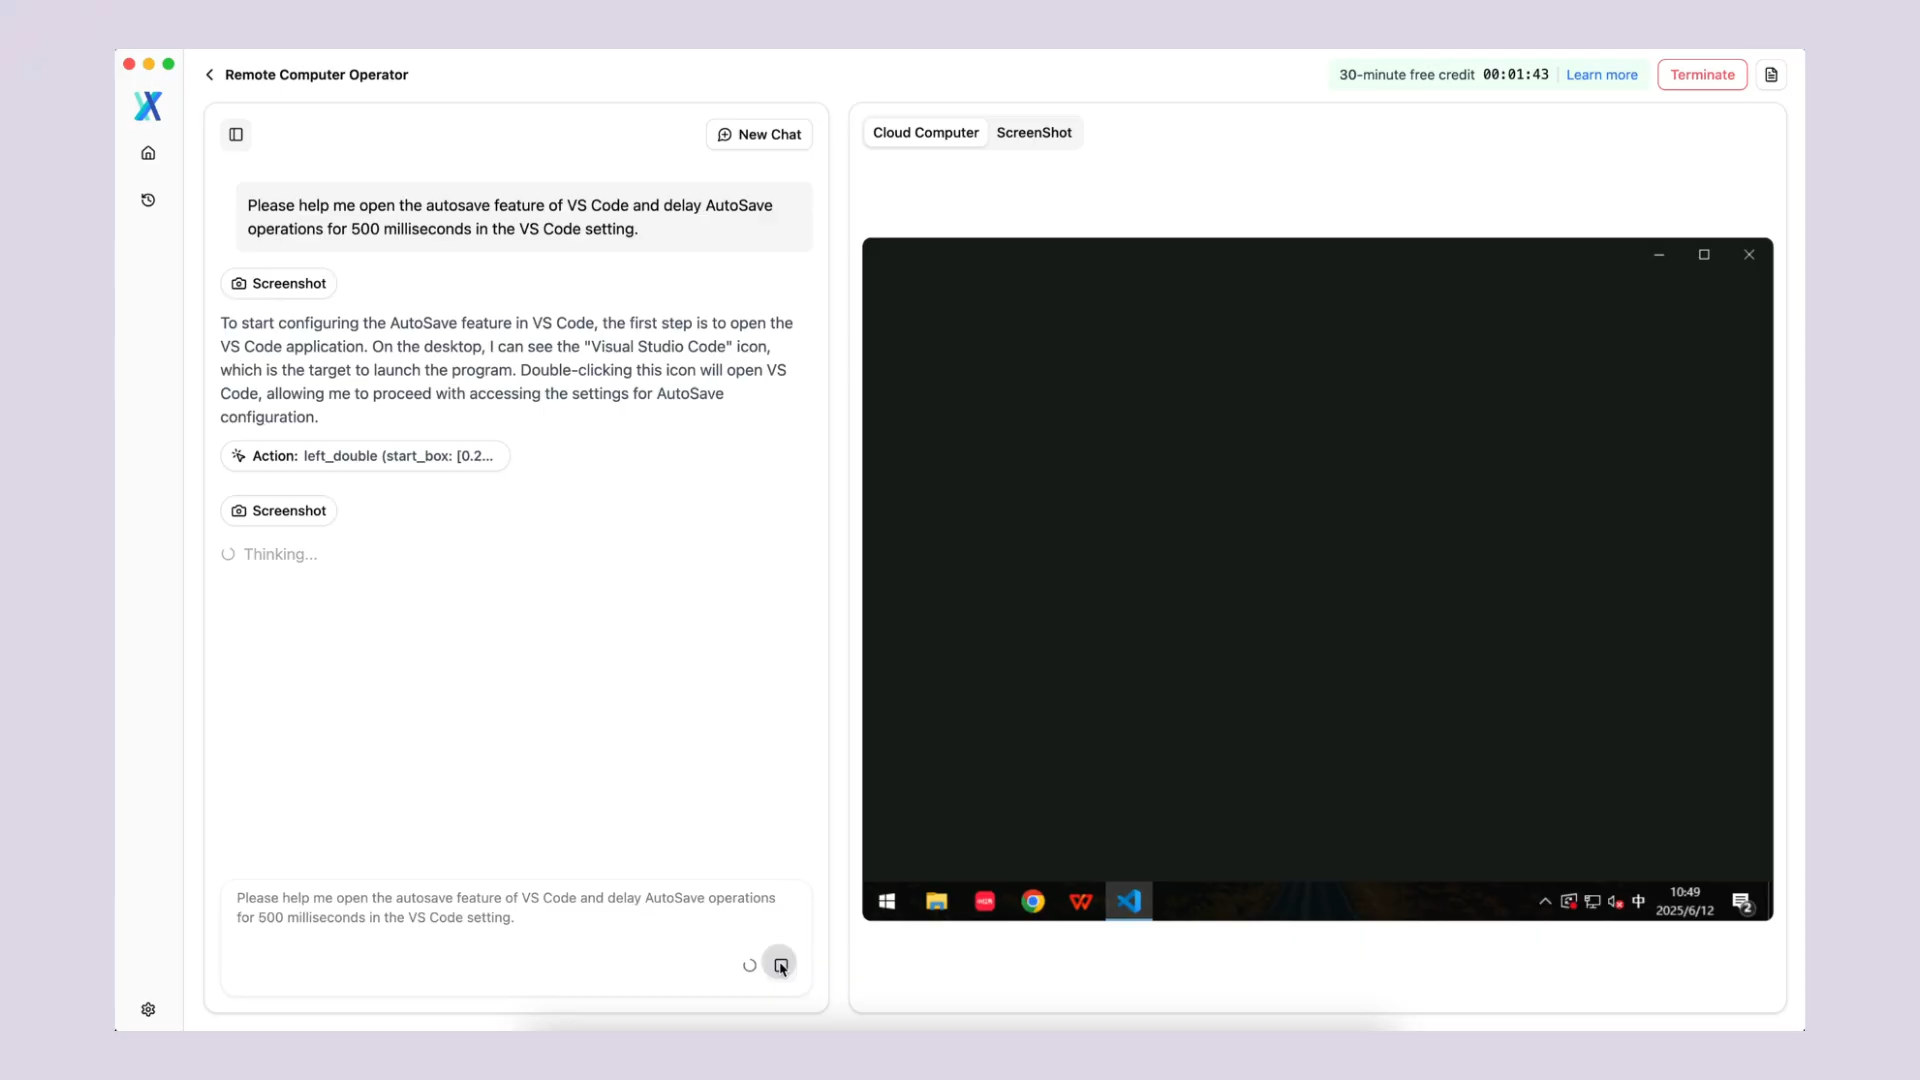 Remote Computer Operator
30-minute free credit 00:01:43 Learn more
Terminate
New Chat
Cloud Computer ScreenShot
Please help me open the autosave feature of VS Code and delay AutoSave
operations for 500 milliseconds in the VS Code setting.
Screenshot
To start configuring the AutoSave feature in VS Code, the first step is to open the
VS Code application. On the desktop, I can see the "Visual Studio Code" icon,
which is the target to launch the program. Double-clicking this icon will open VS
Code, allowing me to proceed with accessing the settings for AutoSave
configuration.
Action: left_double (start_box: [0.2...
Screenshot
Thinking...
Please help me open the autosave feature of VS Code and delay AutoSave operations
for 500 milliseconds in the VS Code setting.
中
10:49
2025/6/12
2